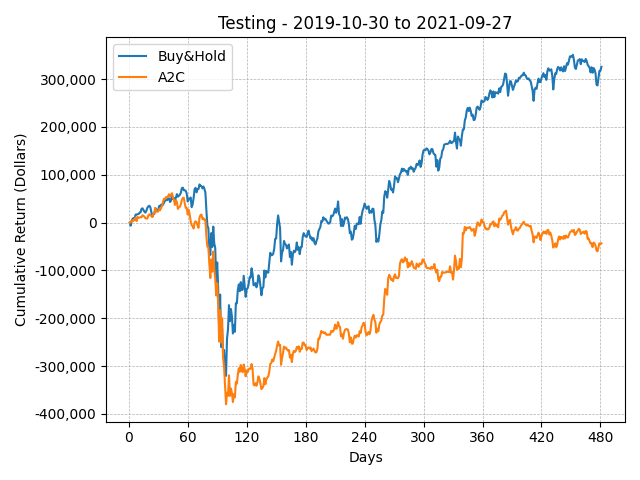 Testing - 2019-10-30 to 2021-09-27
Buy&Hold
A2C
Cumulative Return (Dollars)
300,000
200,000
100,000
0
-100,000
-200,000
-300,000
-400,000
0 60 120 180 240 300 360 420 480
Days